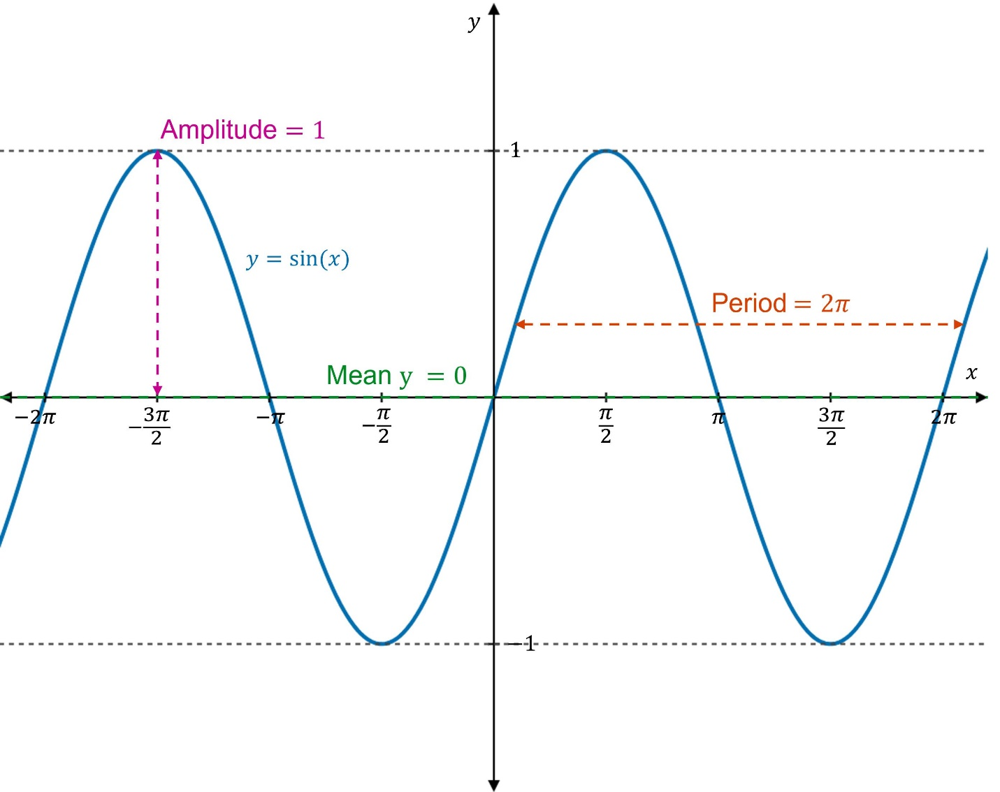 y
Amplitude = 1
1
y = sin(x)
Period = 2π
Mean y = 0
x
−2π
−3π/2
−π
−π/2
π/2
π
3π/2
2π
−1